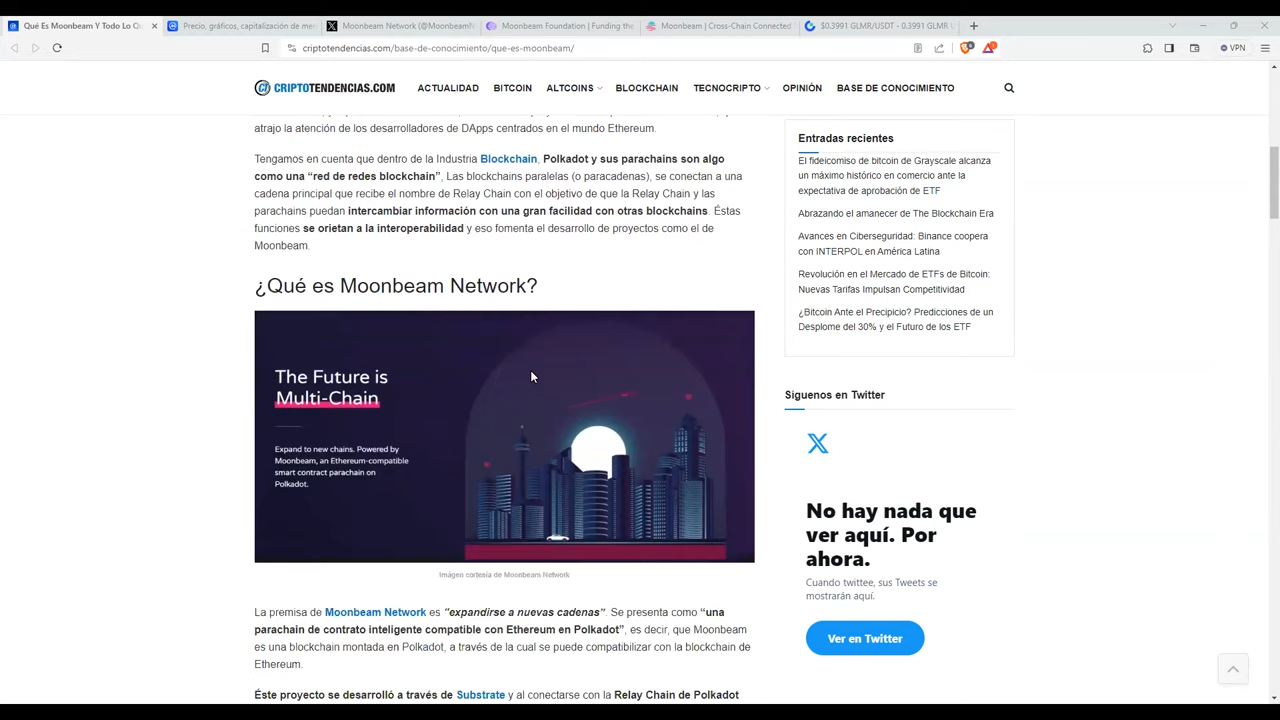 Qué Es Moonbeam Y Todo Lo Qu
Precio, gráficos, capitalización de mer
Moonbeam Network (@MoonbeamN
Moonbeam Foundation | Funding the
Moonbeam | Cross-Chain Connected
$0.3991 GLMR/USDT - 0.3991 GLMR U
criptotendencias.com/base-de-conocimiento/que-es-moonbeam/
VPN
CRIPTOTENDENCIAS.COM
ACTUALIDAD
BITCOIN
ALTCOINS
BLOCKCHAIN
TECNOCRIPTO
OPINIÓN
BASE DE CONOCIMIENTO
atrajo la atención de los desarrolladores de DApps centrados en el mundo Ethereum.
Tengamos en cuenta que dentro de la Industria Blockchain, Polkadot y sus parachains son algo
como una “red de redes blockchain”, Las blockchains paralelas (o paracadenas), se conectan a una
cadena principal que recibe el nombre de Relay Chain con el objetivo de que la Relay Chain y las
parachains puedan intercambiar información con una gran facilidad con otras blockchains. Éstas
funciones se orietan a la interoperabilidad y eso fomenta el desarrollo de proyectos como el de
Moonbeam.
¿Qué es Moonbeam Network?
The Future is
Multi-Chain
Expand to new chains. Powered by
Moonbeam, an Ethereum-compatible
smart contract parachain on
Polkadot.
Imágen cortesía de Moonbeam Network
La premisa de Moonbeam Network es “expandirse a nuevas cadenas”. Se presenta como “una
parachain de contrato inteligente compatible con Ethereum en Polkadot”, es decir, que Moonbeam
es una blockchain montada en Polkadot, a través de la cual se puede compatibilizar con la blockchain de
Ethereum.
Éste proyecto se desarrolló a través de Substrate y al conectarse con la Relay Chain de Polkadot
Entradas recientes
El fideicomiso de bitcoin de Grayscale alcanza
un máximo histórico en comercio ante la
expectativa de aprobación de ETF
Abrazando el amanecer de The Blockchain Era
Avances en Ciberseguridad: Binance coopera
con INTERPOL en América Latina
Revolución en el Mercado de ETFs de Bitcoin:
Nuevas Tarifas Impulsan Competitividad
¿Bitcoin Ante el Precipicio? Predicciones de un
Desplome del 30% y el Futuro de los ETF
Siguenos en Twitter
No hay nada que
ver aquí. Por
ahora.
Cuando twittee, sus Tweets se
mostrarán aquí.
Ver en Twitter